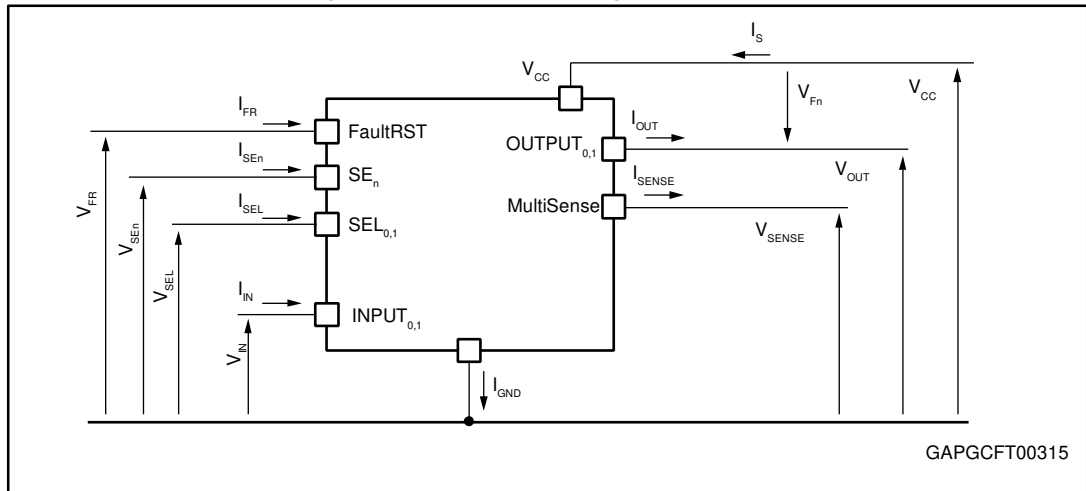 I_S
V_CC
V_Fn
V_CC
I_FR
FaultRST
I_OUT
OUTPUT_0,1
I_SEn
SE_n
V_OUT
I_SENSE
MultiSense
I_SEL
SEL_0,1
V_SENSE
V_FR
V_SEn
V_SEL
I_IN
INPUT_0,1
V_IN
I_GND
GAPGCFT00315